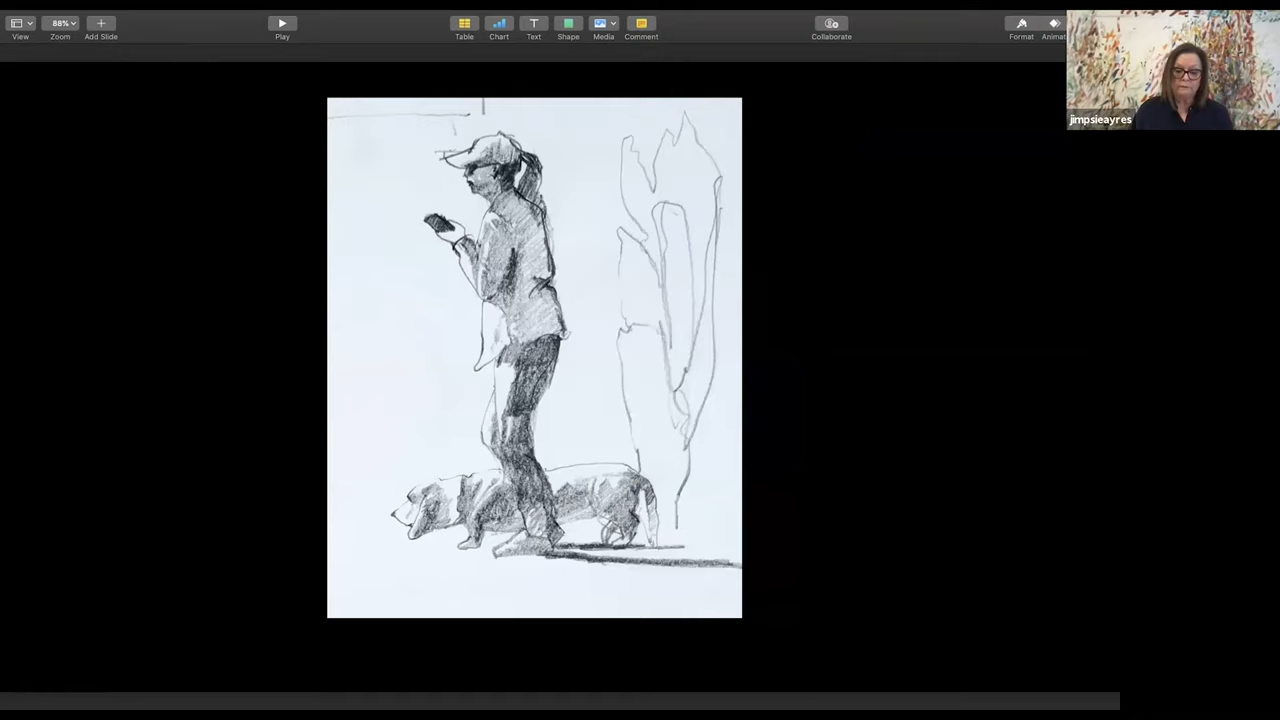 88%
View
Zoom
Add Slide
Play
Table
Chart
Text
Shape
Media
Comment
Collaborate
Format
Animat
jimpsieayres